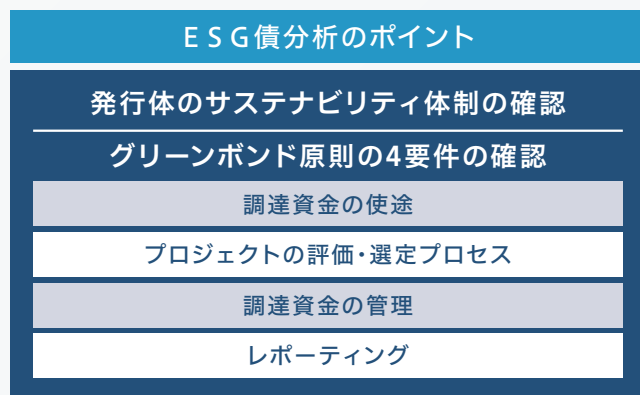 ESG債分析のポイント
発行体のサステナビリティ体制の確認
グリーンボンド原則の4要件の確認
調達資金の使途
プロジェクトの評価・選定プロセス
調達資金の管理
レポーティング